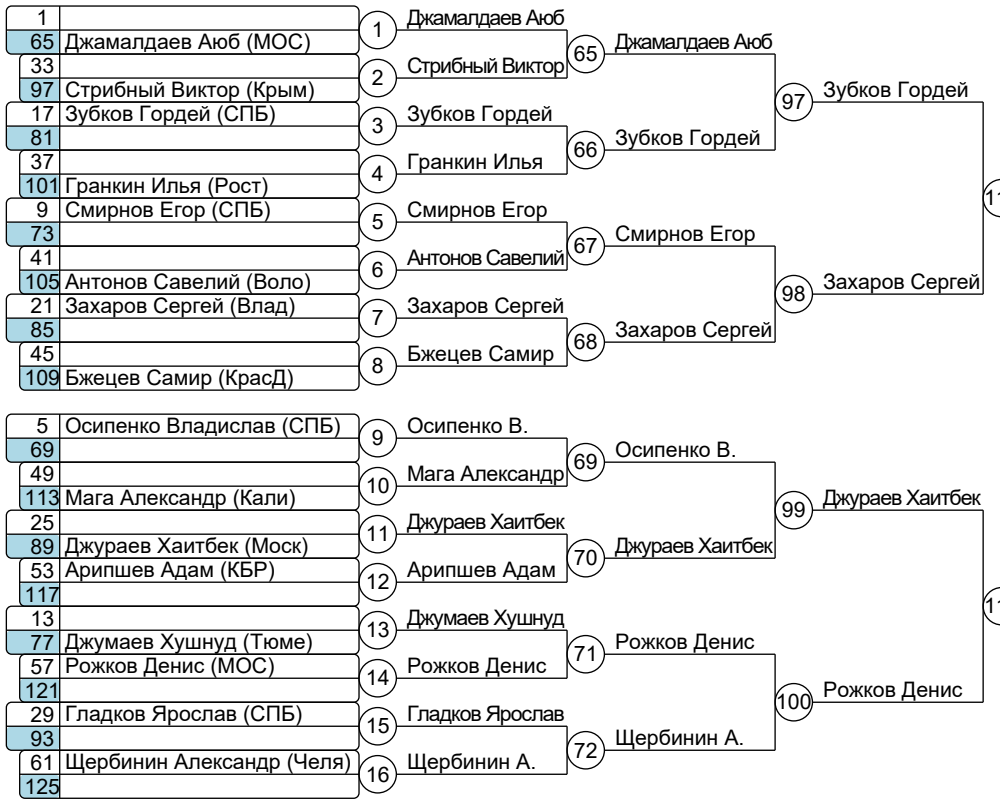 1
1 Джамалдаев Аюб
65 Джамалдаев Аюб (МОС)
65 Джамалдаев Аюб
33
2 Стрибный Виктор
97 Стрибный Виктор (Крым)
97 Зубков Гордей
17 Зубков Гордей (СПБ)
3 Зубков Гордей
81
66 Зубков Гордей
37
4 Гранкин Илья
101 Гранкин Илья (Рост)
11
9 Смирнов Егор (СПБ)
5 Смирнов Егор
73
67 Смирнов Егор
41
6 Антонов Савелий
105 Антонов Савелий (Воло)
98 Захаров Сергей
21 Захаров Сергей (Влад)
7 Захаров Сергей
85
68 Захаров Сергей
45
8 Бжецев Самир
109 Бжецев Самир (КрасД)
5 Осипенко Владислав (СПБ)
9 Осипенко В.
69
69 Осипенко В.
49
10 Мага Александр
113 Мага Александр (Кали)
99 Джураев Хаитбек
25
11 Джураев Хаитбек
89 Джураев Хаитбек (Моск)
70 Джураев Хаитбек
53 Арипшев Адам (КБР)
12 Арипшев Адам
117
11
13
13 Джумаев Хушнуд
77 Джумаев Хушнуд (Тюме)
71 Рожков Денис
57 Рожков Денис (МОС)
14 Рожков Денис
121
100 Рожков Денис
29 Гладков Ярослав (СПБ)
15 Гладков Ярослав
93
72 Щербинин А.
61 Щербинин Александр (Челя)
16 Щербинин А.
125